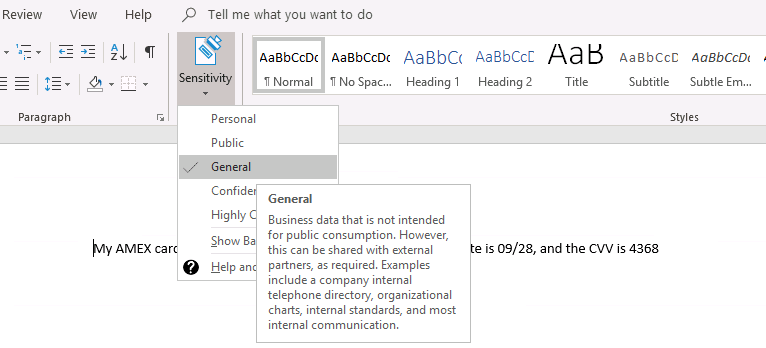 Review View Help Tell me what you want to do
Sensitivity
AaBbCcDc AaBbCcDc AaBbCc AaBbCcD AaB AaBbCcD AaBbCcDc
¶ Normal ¶ No Spac... Heading 1 Heading 2 Title Subtitle Subtle Em...
Paragraph Styles
Personal
Public
General
Confiden
Highly C
Show Ba
Help and
General
Business data that is not intended
for public consumption. However,
this can be shared with external
partners, as required. Examples
include a company internal
telephone directory, organizational
charts, internal standards, and most
internal communication.
My AMEX card te is 09/28, and the CVV is 4368